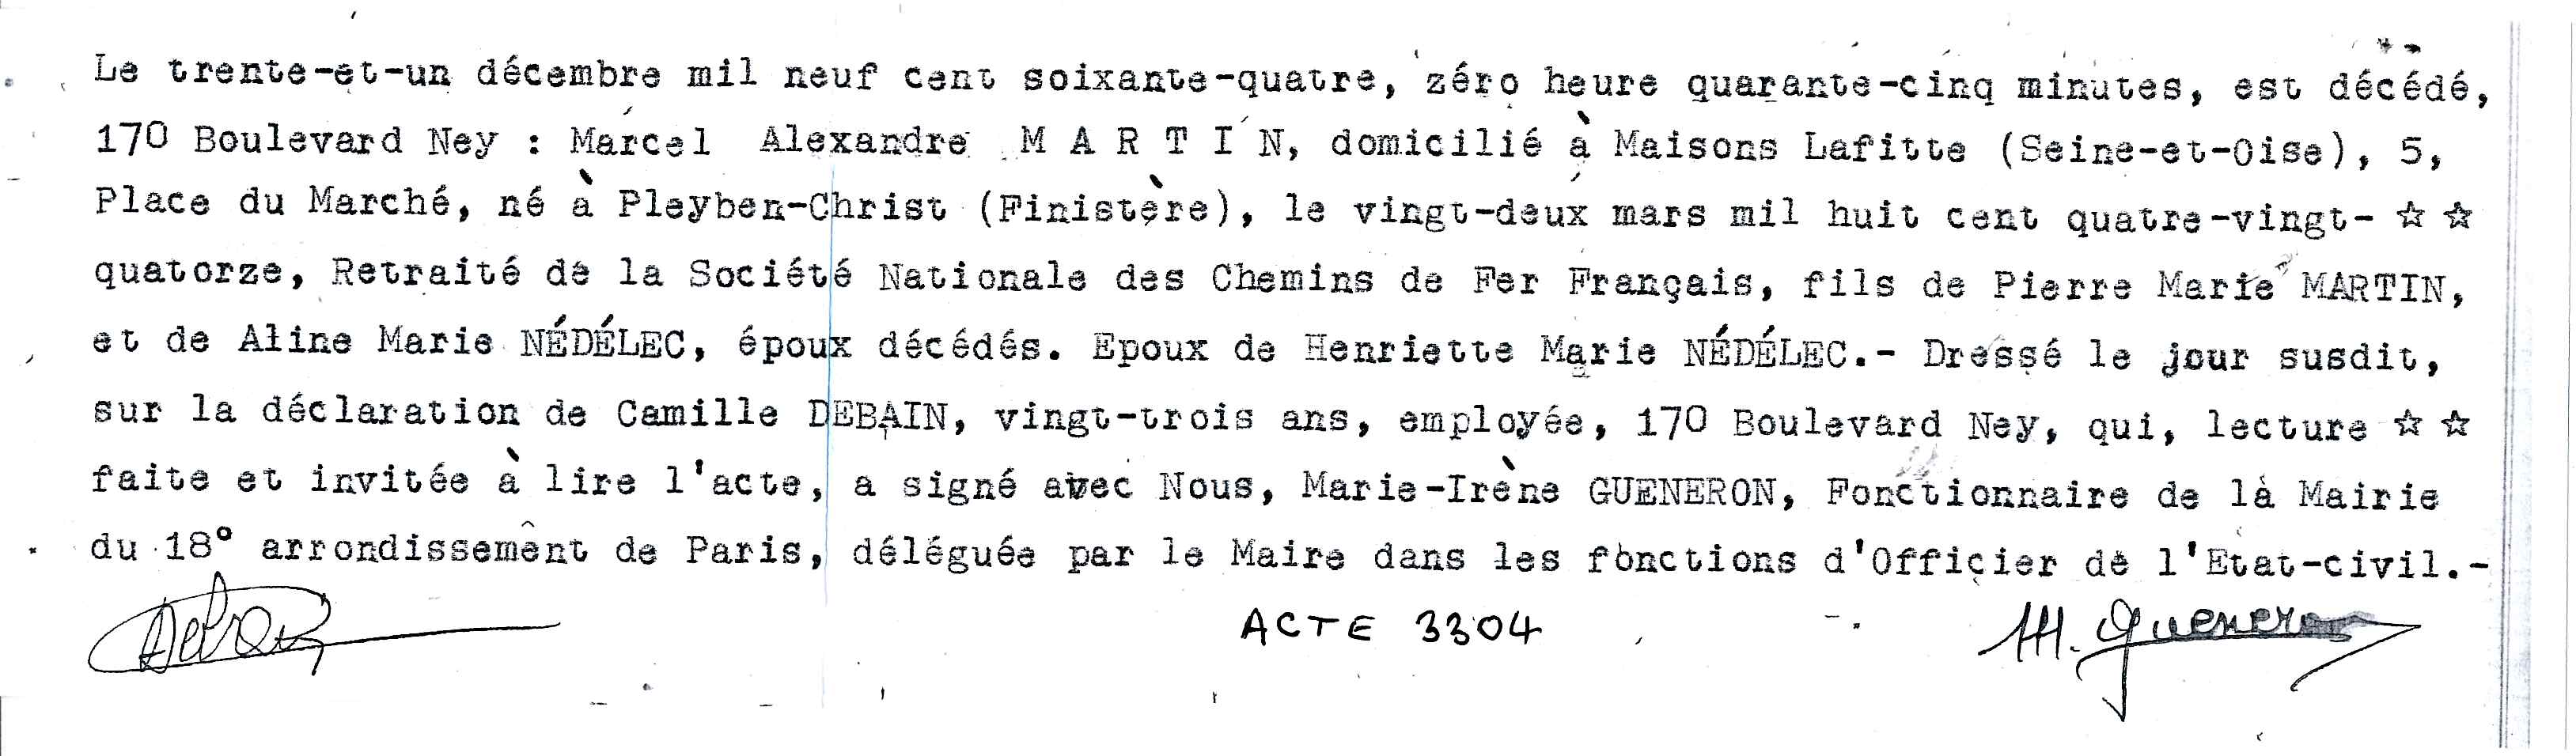 Le trente-et-un décembre mil neuf cent soixante-quatre, zéro heure quarante-cinq minutes, est décédé,
170 Boulevard Ney : Marcel Alexandre M A R T I N, domicilié à Maisons Lafitte (Seine-et-Oise), 5,
Place du Marché, né à Pleyben-Christ (Finistère), le vingt-deux mars mil huit cent quatre-vingt- ☆ ☆
quatorze, Retraité de la Société Nationale des Chemins de Fer Français, fils de Pierre Marie MARTIN,
et de Aline Marie NÉDÉLEC, époux décédés. Epoux de Henriette Marie NÉDÉLEC.- Dressé le jour susdit,
sur la déclaration de Camille DEBAIN, vingt-trois ans, employée, 170 Boulevard Ney, qui, lecture ☆ ☆
faite et invitée à lire l'acte, a signé avec Nous, Marie-Irène GUENERON, Fonctionnaire de la Mairie
du 18° arrondissement de Paris, déléguée par le Maire dans les fonctions d'Officier de l'Etat-civil.-
ACTE 3304
M. Gueneron